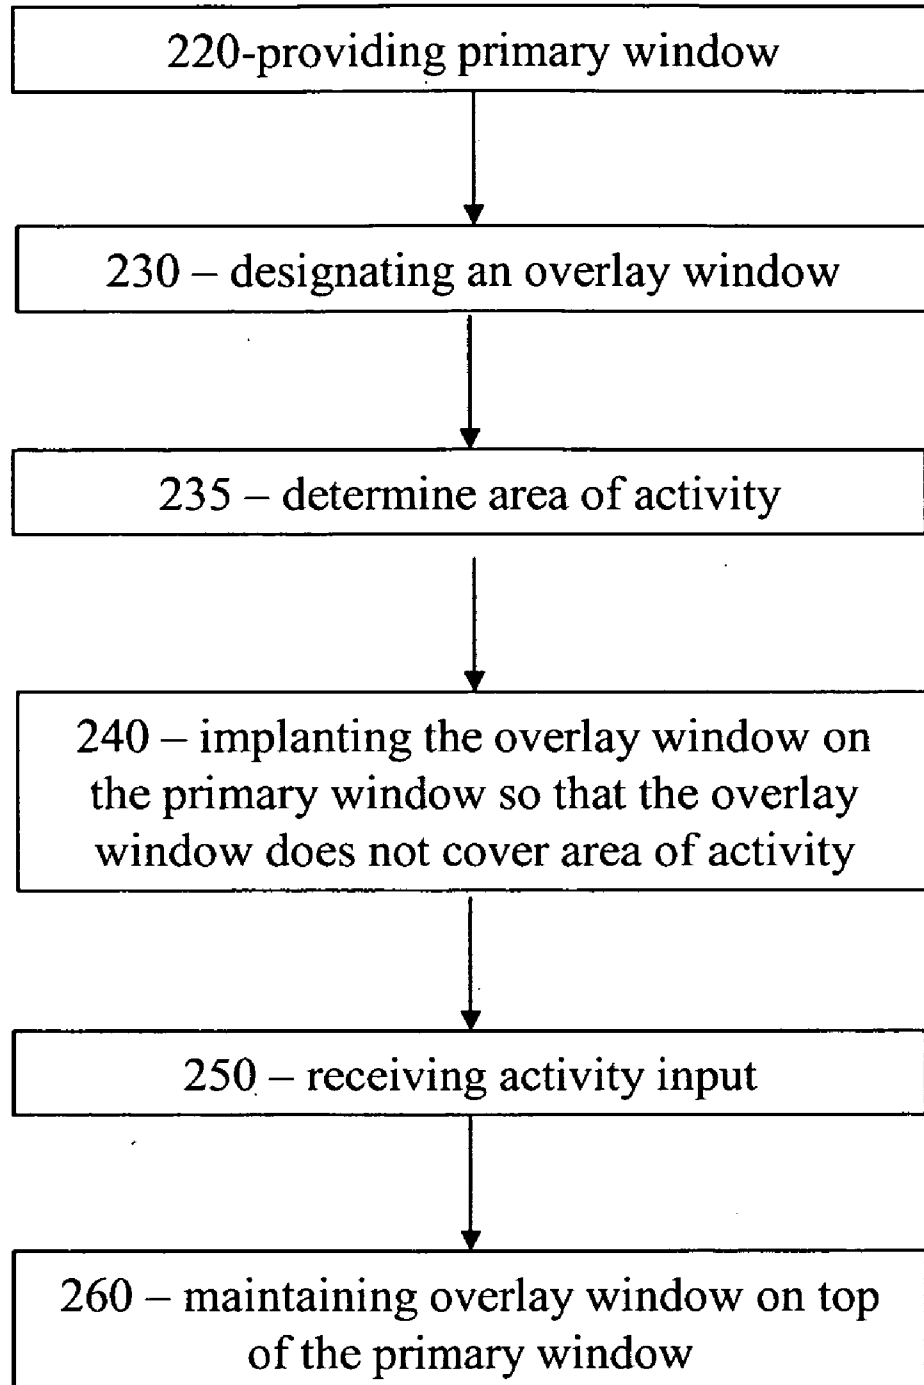 220-providing primary window
230 – designating an overlay window
235 – determine area of activity
240 – implanting the overlay window on
the primary window so that the overlay
window does not cover area of activity
250 – receiving activity input
260 – maintaining overlay window on top
of the primary window